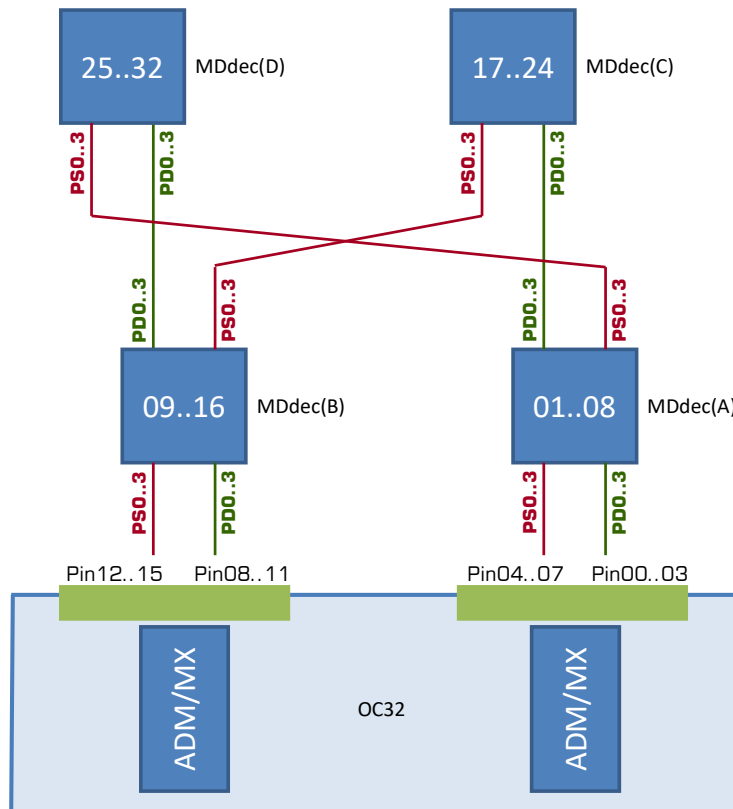 25..32 MDdec(D) 17..24 MDdec(C)
PS0..3 PD0..3 PS0..3 PD0..3
PD0..3 PS0..3 PD0..3 PS0..3
09..16 MDdec(B) 01..08 MDdec(A)
PS0..3 PD0..3 PS0..3 PD0..3
Pin12..15 Pin08..11 Pin04..07 Pin00..03
ADM/MX OC32 ADM/MX